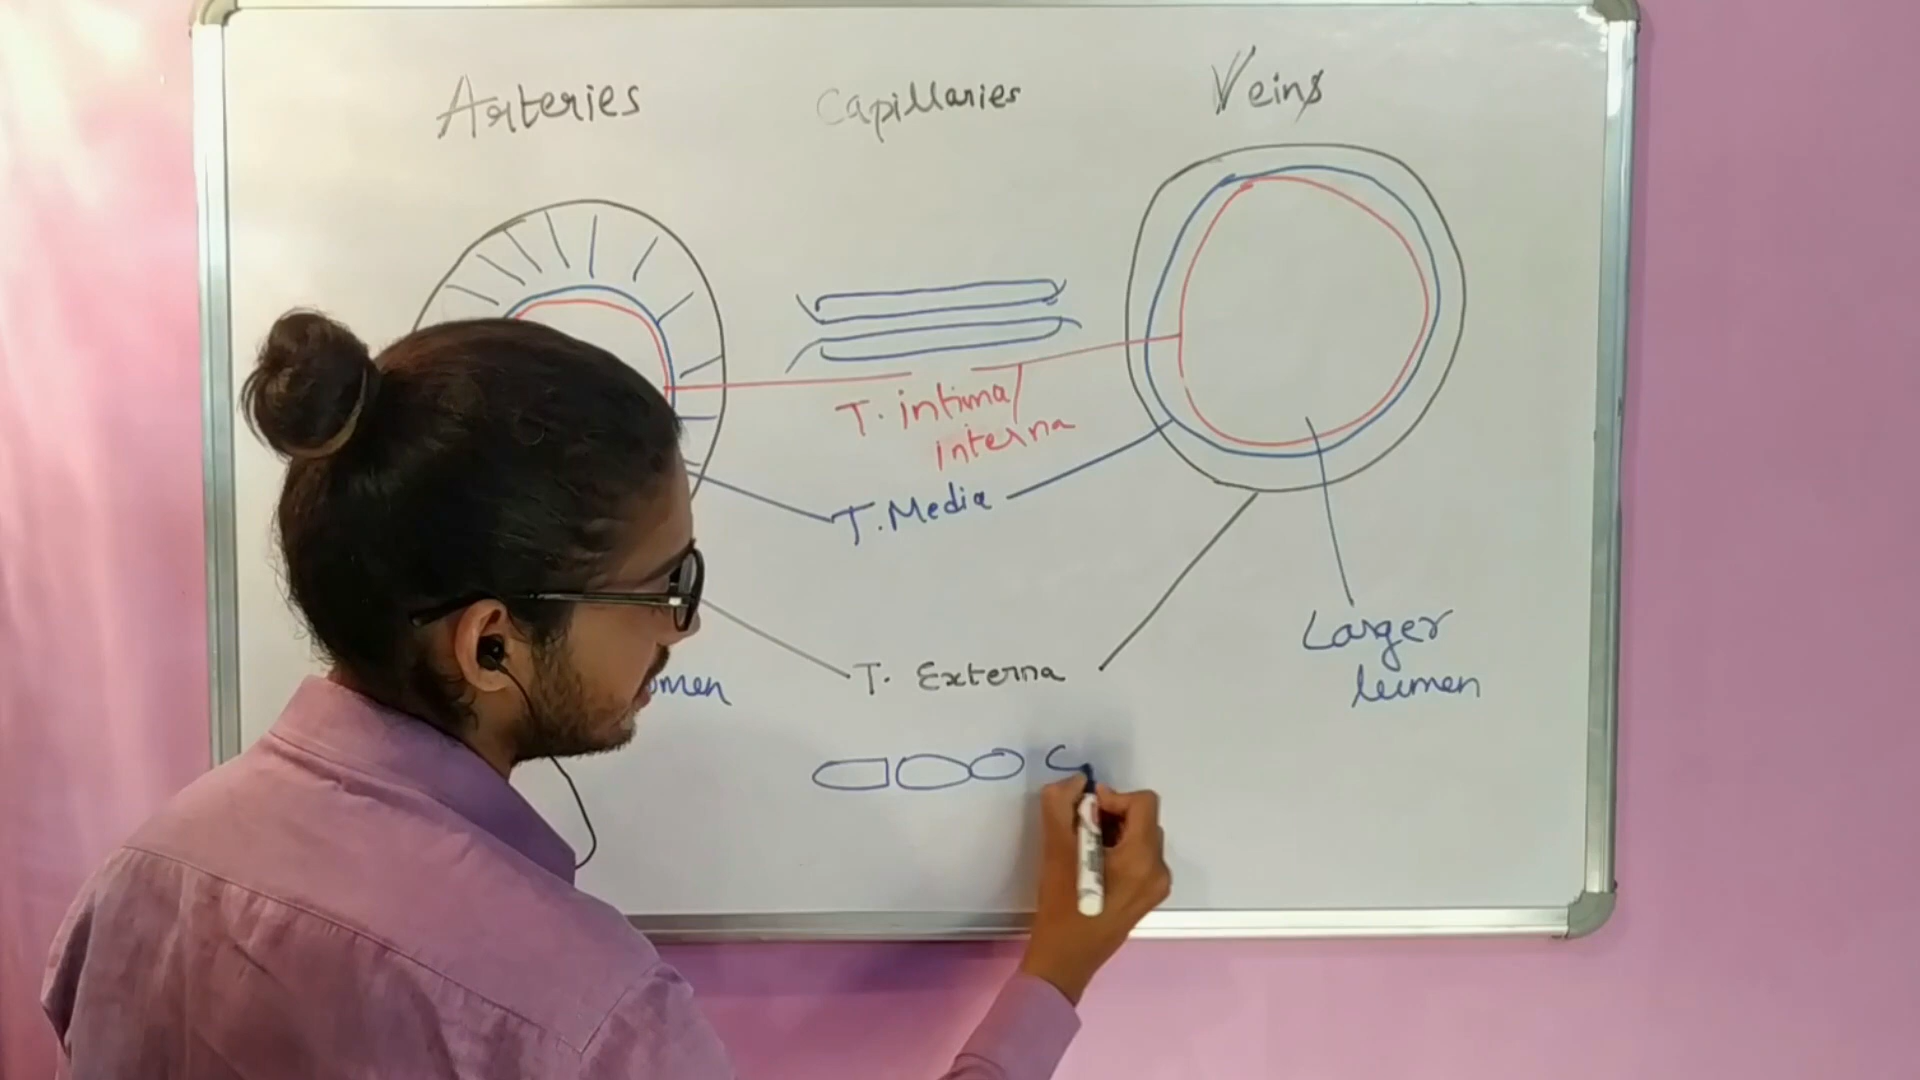 Arteries
Capillaries
Veins
T. intima/
interna
T. Media
T. Externa
Larger
lumen